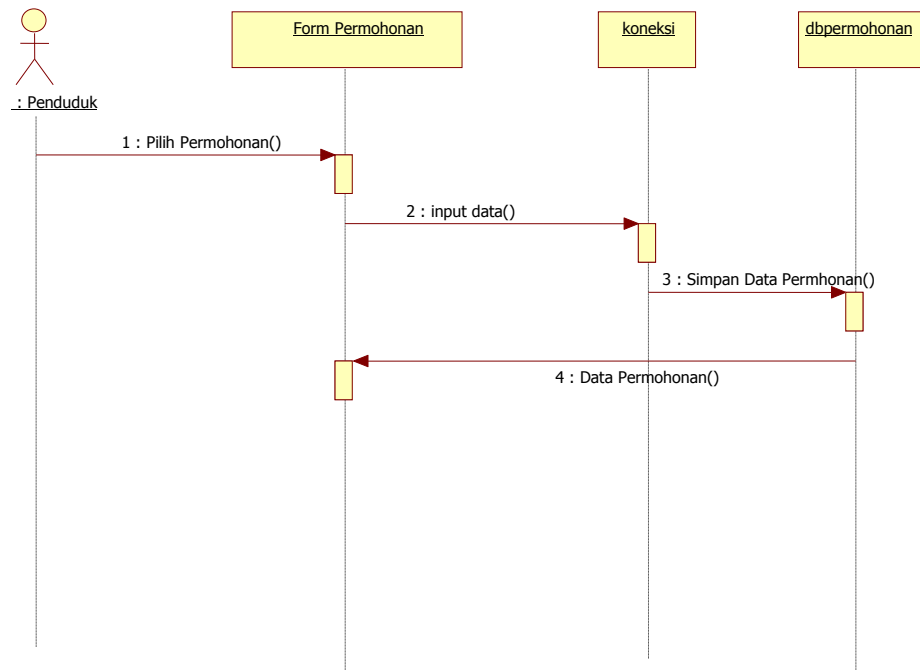 Form Permohonan
koneksi
dbpermohonan
: Penduduk
1 : Pilih Permohonan()
2 : input data()
3 : Simpan Data Permhonan()
4 : Data Permohonan()